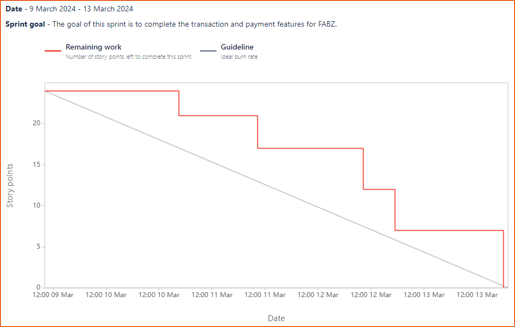 Date - 9 March 2024 - 13 March 2024
Sprint goal - The goal of this sprint is to complete the transaction and payment features for FABZ.
Remaining work
Number of story points left to complete this sprint
Guideline
Ideal burn rate
Story points
20
15
10
5
0
12:00 09 Mar 12:00 10 Mar 12:00 10 Mar 12:00 11 Mar 12:00 11 Mar 12:00 12 Mar 12:00 12 Mar 12:00 13 Mar 12:00 13 Mar
Date